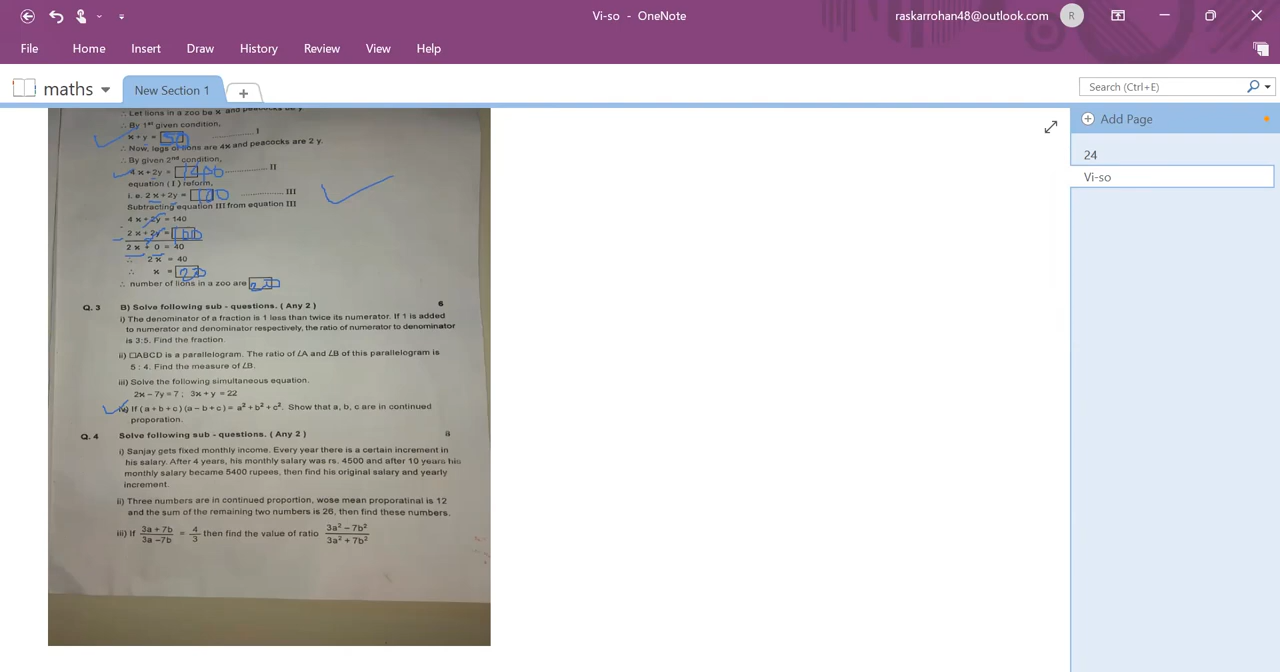 Vi-so - OneNote
raskarrohan48@outlook.com
R
File
Home
Insert
Draw
History
Review
View
Help
maths
New Section 1
Search (Ctrl+E)
Add Page
24
Vi-so
∴ Let lions in a zoo be x and peacocks be y
∴ By 1st given condition,
x + y = 50 .............. I
∴ Now, legs of lions are 4x and peacocks are 2 y.
∴ By given 2nd condition,
4 x + 2y = .............. II
equation (I) reform,
i. e. 2 x + 2y = 100 .............. III
Subtracting equation III from equation III
4 x + 2y = 140
2 x + 2y = 100
2 x + 0 = 40
∴ 2 x = 40
∴ x = 20
∴ number of lions in a zoo are 20
Q. 3 B) Solve following sub - questions. ( Any 2 ) 6
i) The denominator of a fraction is 1 less than twice its numerator. If 1 is added
to numerator and denominator respectively, the ratio of numerator to denominator
is 3:5. Find the fraction.
ii) □ABCD is a parallelogram. The ratio of ∠A and ∠B of this parallelogram is
5 : 4. Find the measure of ∠B.
iii) Solve the following simultaneous equation.
2x − 7y = 7 ; 3x + y = 22
iv) If ( a + b + c ) ( a − b + c ) = a² + b² + c². Show that a, b, c are in continued
proporation.
Q. 4 Solve following sub - questions. ( Any 2 ) 8
i) Sanjay gets fixed monthly income. Every year there is a certain increment in
his salary. After 4 years, his monthly salary was rs. 4500 and after 10 years his
monthly salary became 5400 rupees, then find his original salary and yearly
increment.
ii) Three numbers are in continued proportion, wose mean proportinal is 12
and the sum of the remaining two numbers is 26, then find these numbers.
iii) If (3a + 7b)/(3a −7b) = 4/3 then find the value of ratio (3a² − 7b²)/(3a² + 7b²)